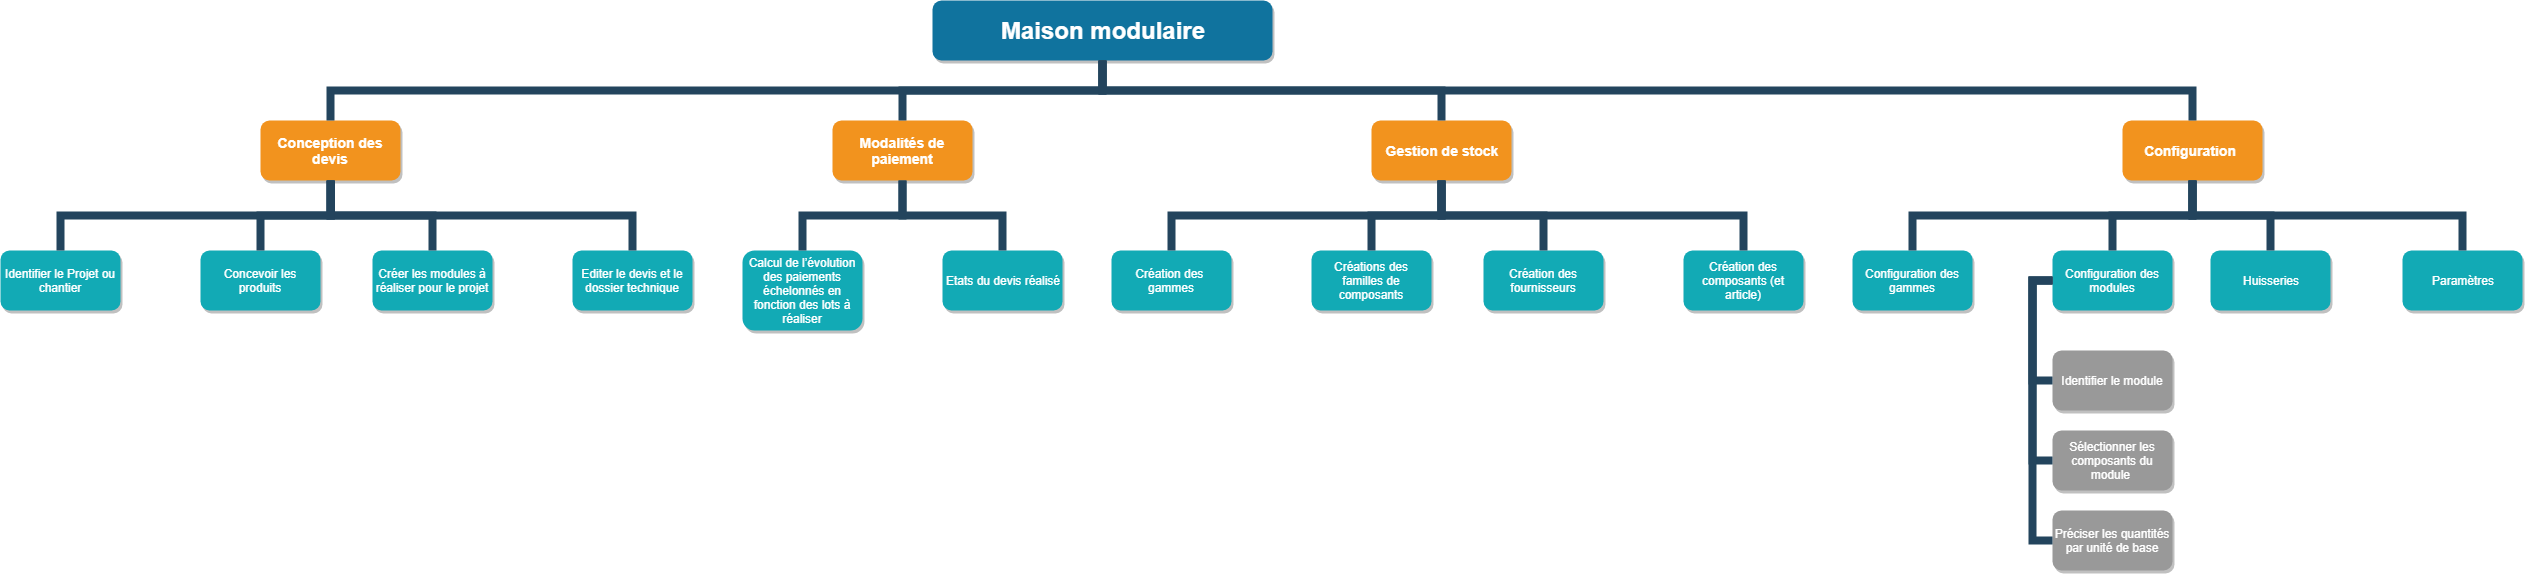 Maison modulaire
Conception des
devis
Modalités de
paiement
Gestion de stock
Configuration
Identifier le Projet ou
chantier
Concevoir les
produits
Créer les modules à
réaliser pour le projet
Editer le devis et le
dossier technique
Calcul de l'évolution
des paiements
échelonnés en
fonction des lots à
réaliser
Etats du devis réalisé
Création des
gammes
Créations des
familles de
composants
Création des
fournisseurs
Création des
composants (et
article)
Configuration des
gammes
Configuration des
modules
Huisseries
Paramètres
Identifier le module
Sélectionner les
composants du
module
Préciser les quantités
par unité de base